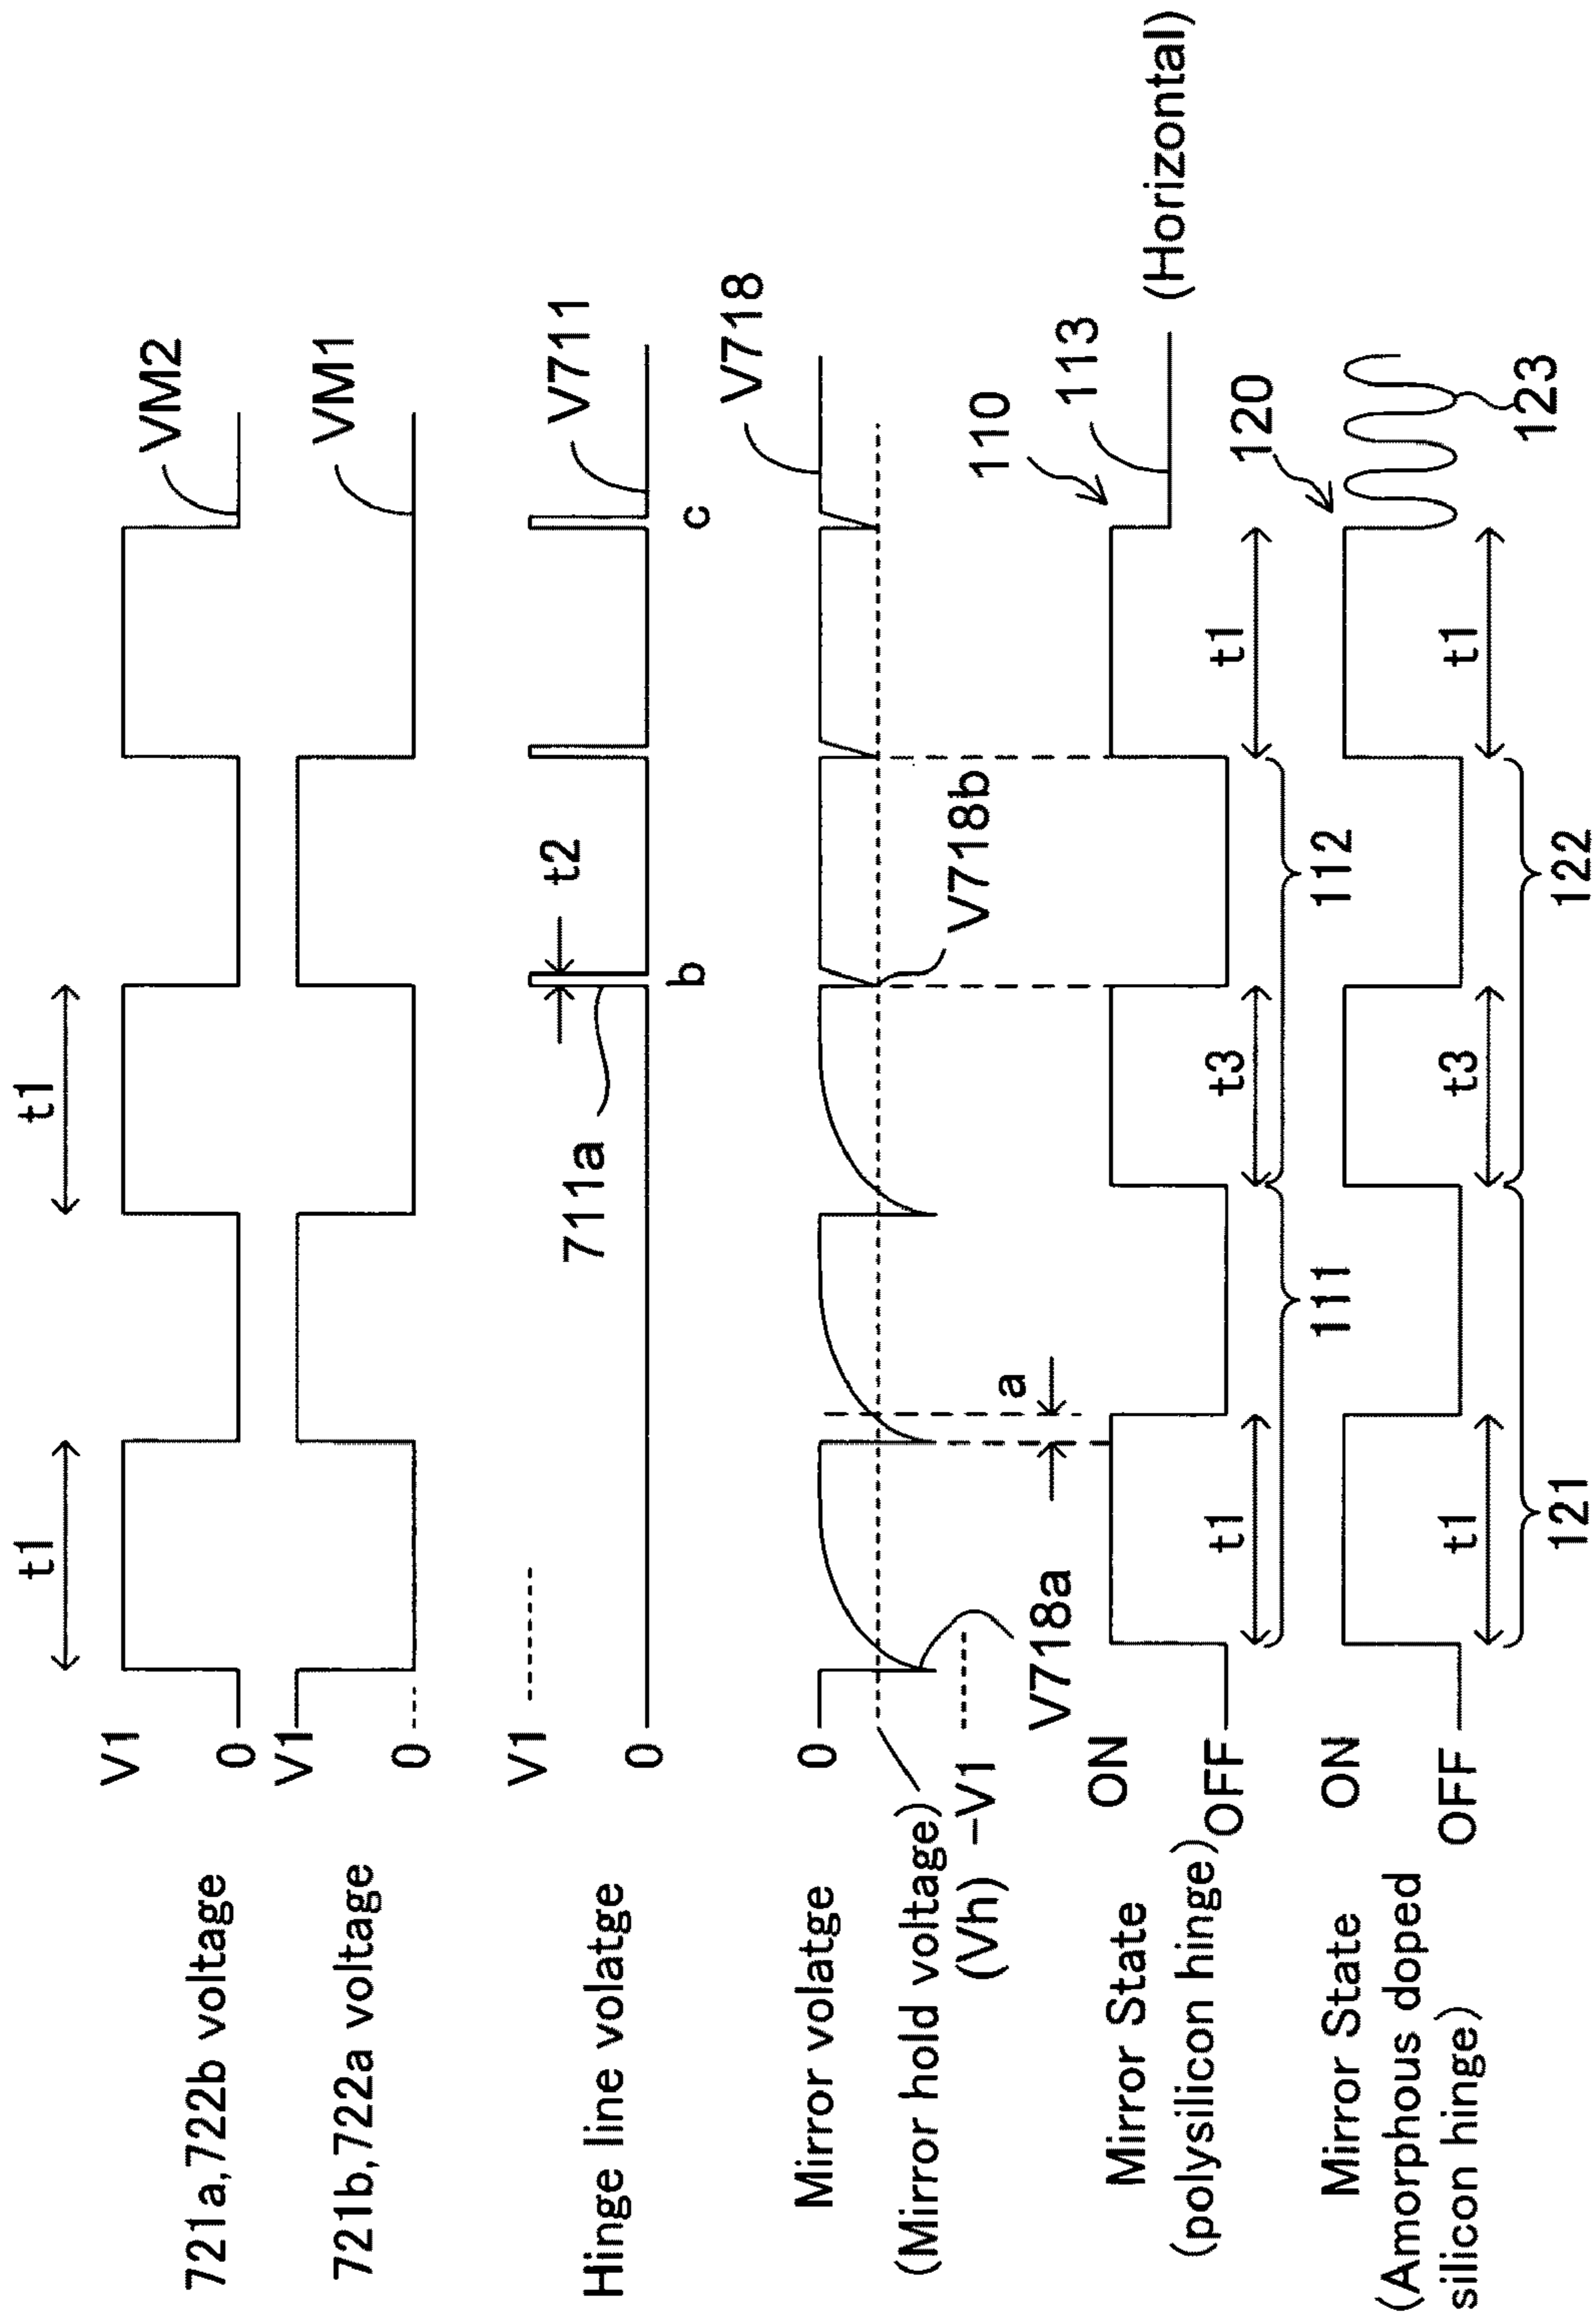 721a,722b voltage
V1
0
t1
t1
VM2
721b,722a voltage
V1
0
VM1
Hinge line volatge
V1
0
711a
t2
b
c
V711
Mirror volatge
0
(Mirror hold voltage)
(Vh)
-V1
V718a
a
V718b
V718
Mirror State
(polysilicon hinge)
ON
OFF
t1
t3
t1
111
112
110
113
(Horizontal)
Mirror State
(Amorphous doped
silicon hinge)
ON
OFF
t1
t3
t1
121
122
120
123